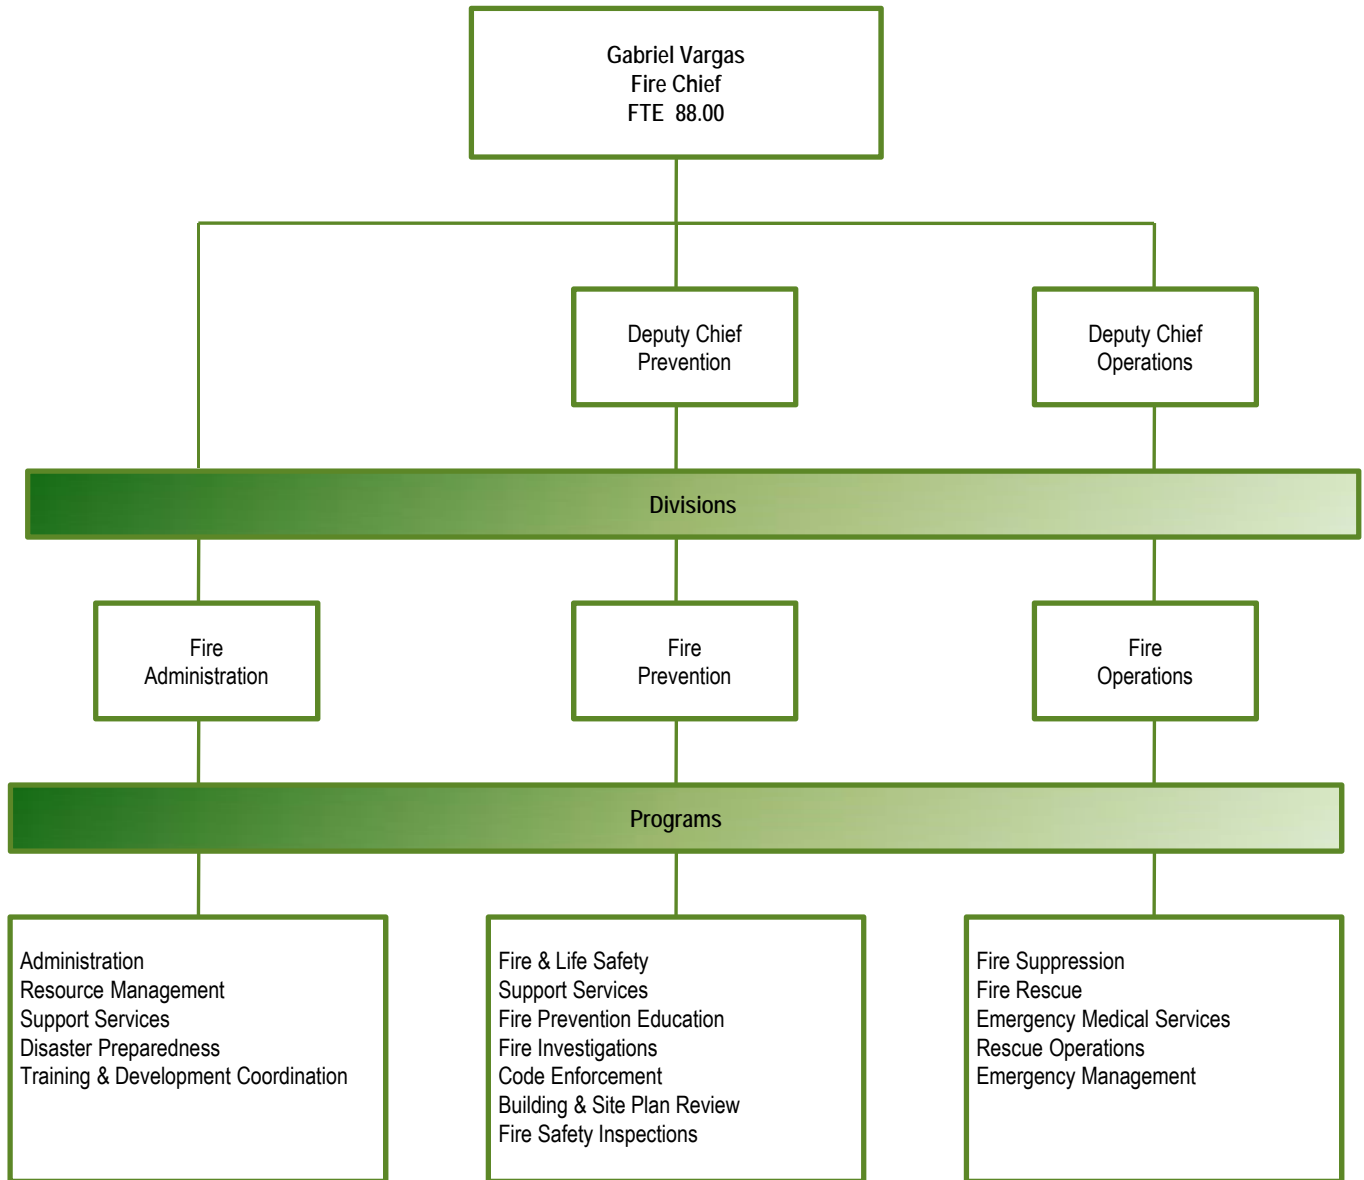 Gabriel Vargas
Fire Chief
FTE 88.00
Deputy Chief
Prevention
Deputy Chief
Operations
Divisions
Fire
Administration
Fire
Prevention
Fire
Operations
Programs
Administration
Resource Management
Support Services
Disaster Preparedness
Training & Development Coordination
Fire & Life Safety
Support Services
Fire Prevention Education
Fire Investigations
Code Enforcement
Building & Site Plan Review
Fire Safety Inspections
Fire Suppression
Fire Rescue
Emergency Medical Services
Rescue Operations
Emergency Management